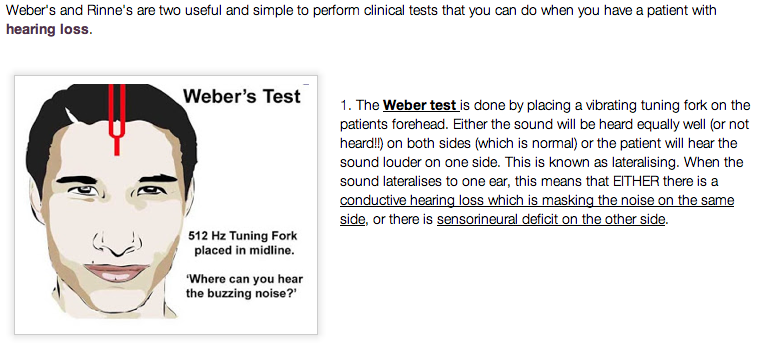 Weber's and Rinne's are two useful and simple to perform clinical tests that you can do when you have a patient with
hearing loss.
Weber's Test
512 Hz Tuning Fork
placed in midline.
'Where can you hear
the buzzing noise?'
1. The Weber test is done by placing a vibrating tuning fork on the
patients forehead. Either the sound will be heard equally well (or not
heard!!) on both sides (which is normal) or the patient will hear the
sound louder on one side. This is known as lateralising. When the
sound lateralises to one ear, this means that EITHER there is a
conductive hearing loss which is masking the noise on the same
side, or there is sensorineural deficit on the other side.